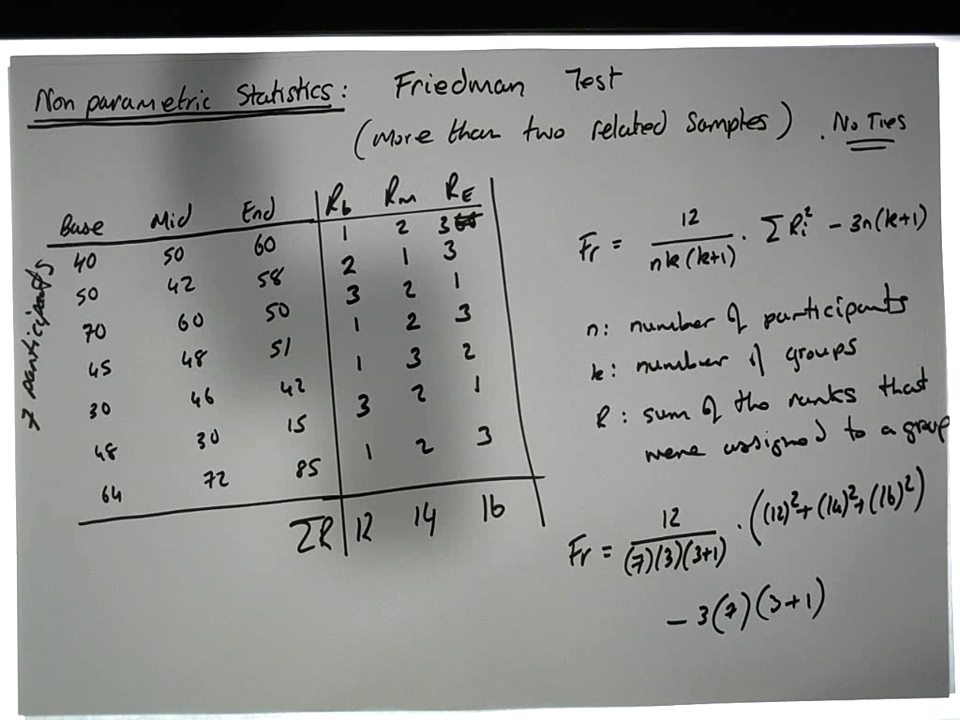 Non parametric Statistics: Friedman Test
(More than two related Samples). No Ties
Base Mid End Rb Rm RE
7 participants
40 50 60 1 2 3
50 42 58 2 1 3
70 60 50 3 2 1
45 48 51 1 2 3
30 46 42 1 3 2
48 30 15 3 2 1
64 72 85 1 2 3
ΣR 12 14 16
Fr = 12 / nk(k+1) . ΣRi² - 3n(k+1)
n: number of participants
k: number of groups
R: sum of the ranks that
were assigned to a group
Fr = 12 / (7)(3)(3+1) . ((12)²+(14)²+(16)²)
- 3(7)(3+1)